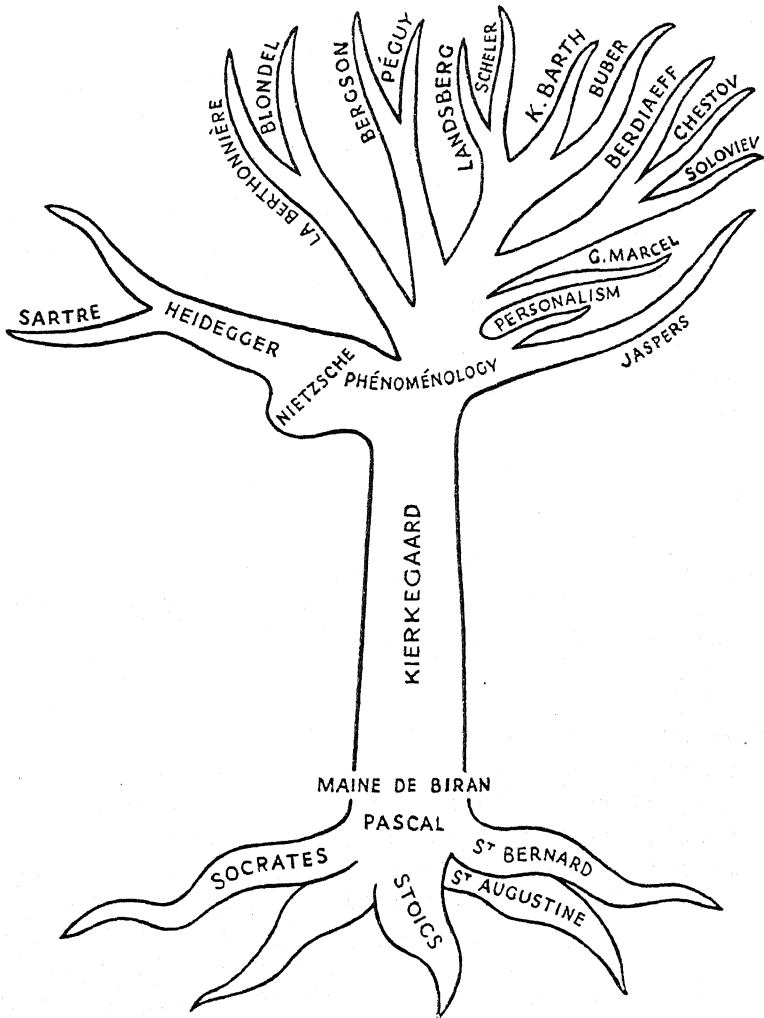 BLONDEL
BERGSON
PÉGUY
LANDSBERG
SCHELER
K. BARTH
BUBER
BERDIAEFF
CHESTOV
SOLOVIEV
LA BERTHONNIÈRE
G. MARCEL
PERSONALISM
JASPERS
SARTRE
HEIDEGGER
NIETZSCHE
PHÉNOMÉNOLOGY
KIERKEGAARD
MAINE DE BIRAN
PASCAL
SOCRATES
STOICS
Sᵀ BERNARD
Sᵀ AUGUSTINE